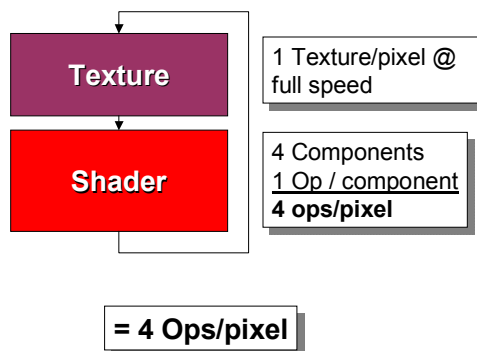 Texture
1 Texture/pixel @
full speed
Shader
4 Components
1 Op / component
4 ops/pixel
= 4 Ops/pixel